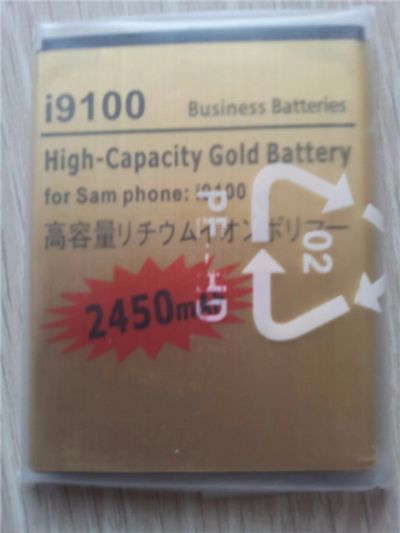 i9100
Business Batteries
High-Capacity Gold Battery
for Sam phone: i9100
高容量リチウムイオンポリマー
2450mAh
02
PE-HD